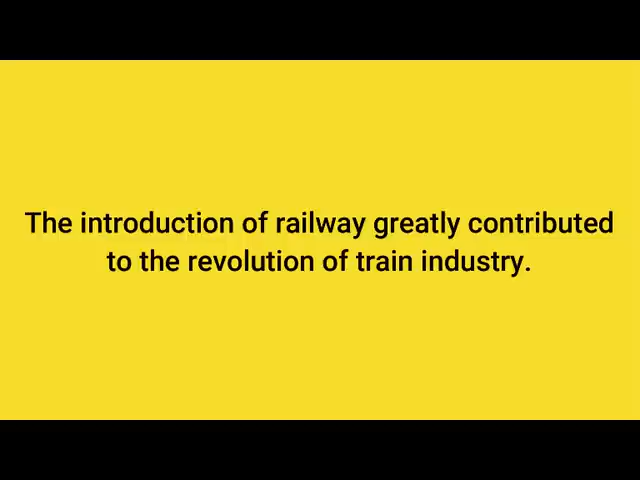 The introduction of railway greatly contributed
to the revolution of train industry.